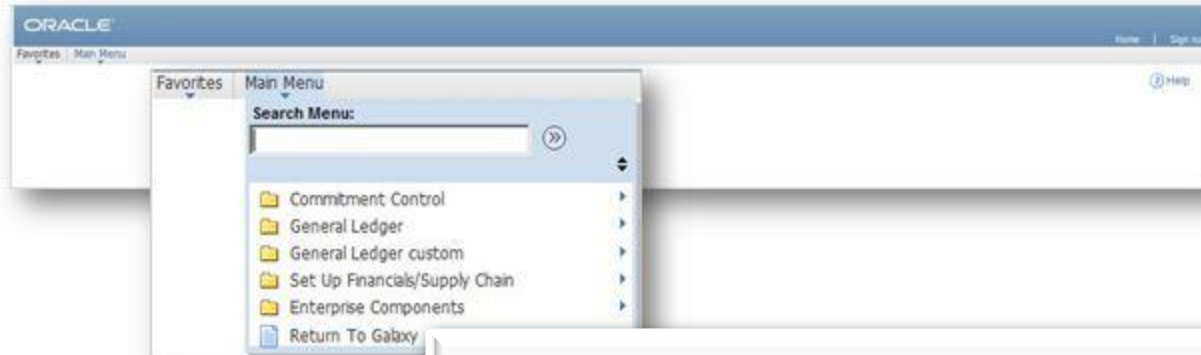 ORACLE
Home | Sign
Favorites | Main Menu
Help
Favorites Main Menu
Search Menu:
Commitment Control
General Ledger
General Ledger custom
Set Up Financials/Supply Chain
Enterprise Components
Return To Galaxy